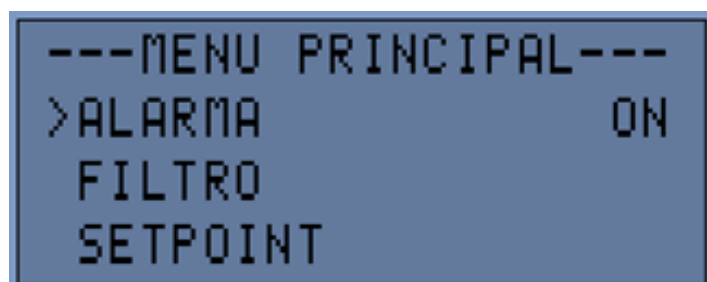 ---MENU PRINCIPAL---
>ALARMA ON
FILTRO
SETPOINT